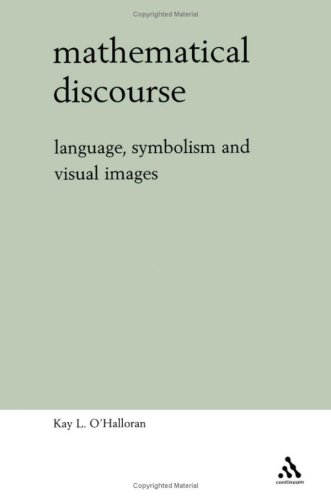 Copyrighted Material
mathematical
discourse
language, symbolism and
visual images
Kay L. O'Halloran
continuum
Copyrighted Material